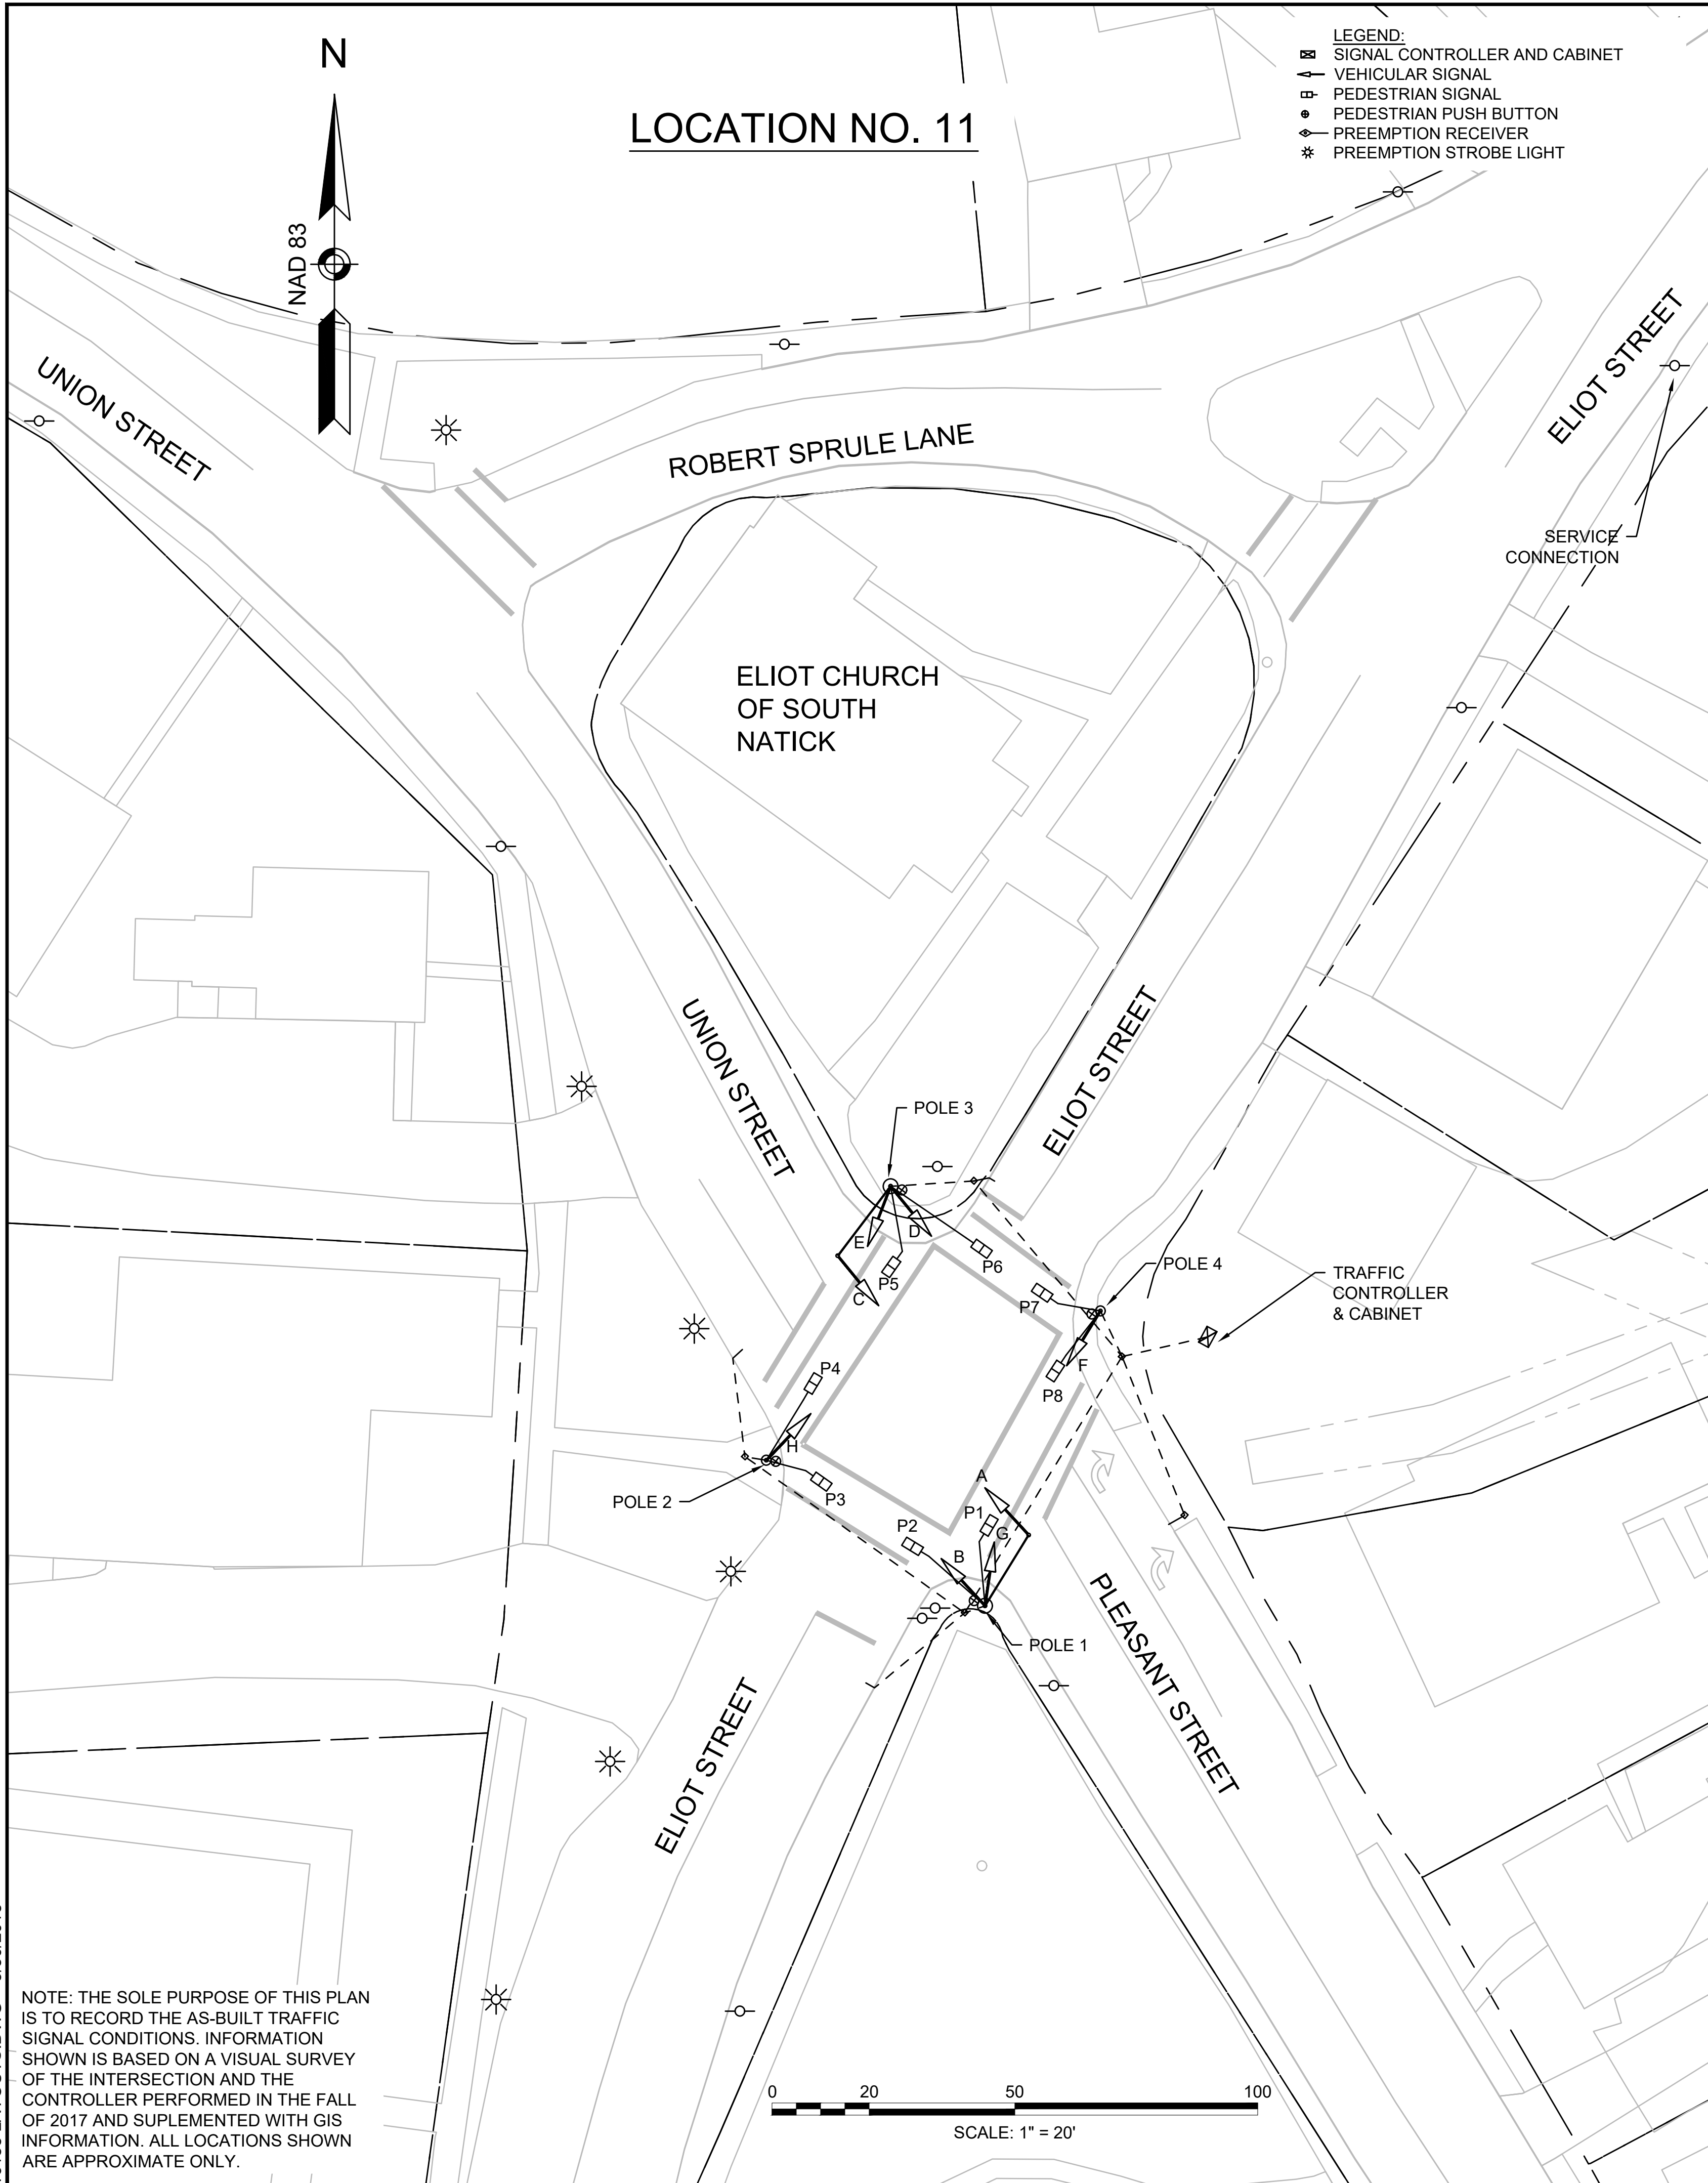 LEGEND:
SIGNAL CONTROLLER AND CABINET
VEHICULAR SIGNAL
PEDESTRIAN SIGNAL
PEDESTRIAN PUSH BUTTON
PREEMPTION RECEIVER
PREEMPTION STROBE LIGHT
N
LOCATION NO. 11
NAD 83
UNION STREET
ELIOT STREET
ROBERT SPRULE LANE
SERVICE
CONNECTION
ELIOT CHURCH
OF SOUTH
NATICK
UNION STREET
ELIOT STREET
POLE 3
E
D
P6
P5
C
P7
POLE 4
TRAFFIC
CONTROLLER
& CABINET
F
P8
P4
H
P3
POLE 2
A
P1
G
P2
B
POLE 1
PLEASANT STREET
ELIOT STREET
NOTE: THE SOLE PURPOSE OF THIS PLAN
IS TO RECORD THE AS-BUILT TRAFFIC
SIGNAL CONDITIONS. INFORMATION
SHOWN IS BASED ON A VISUAL SURVEY
OF THE INTERSECTION AND THE
CONTROLLER PERFORMED IN THE FALL
OF 2017 AND SUPLEMENTED WITH GIS
INFORMATION. ALL LOCATIONS SHOWN
ARE APPROXIMATE ONLY.
0 20 50 100
SCALE: 1" = 20'